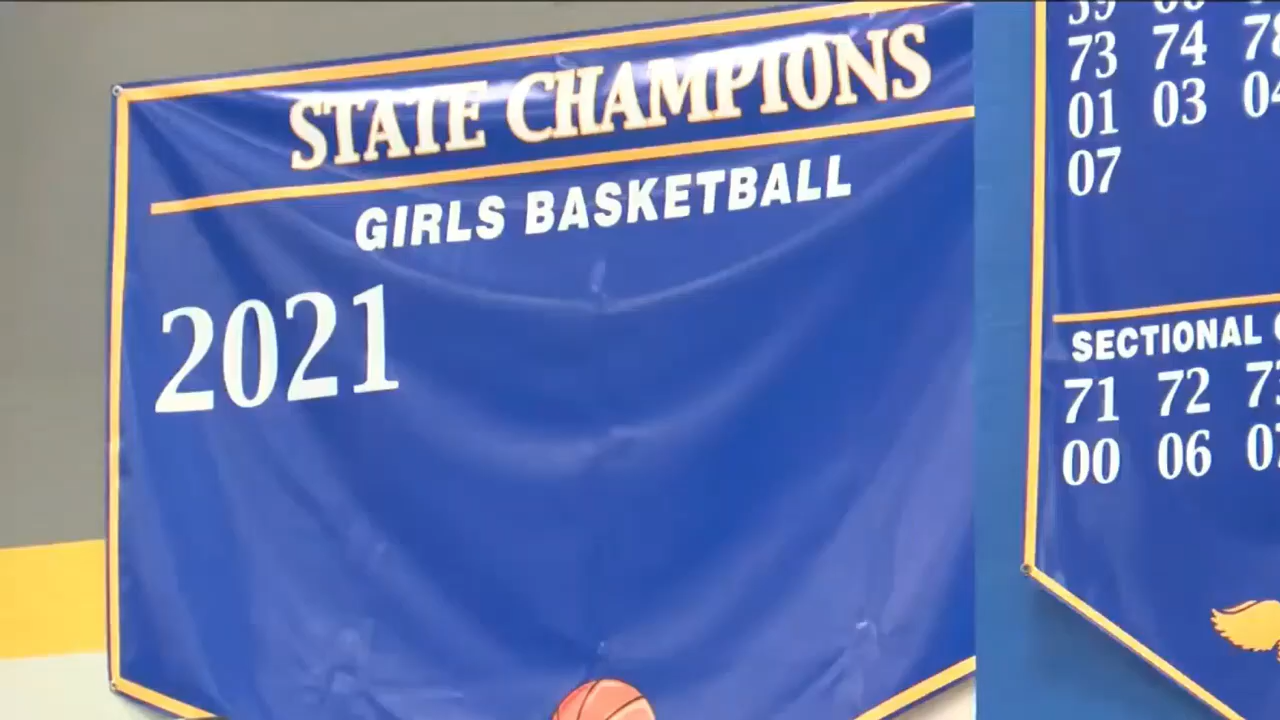 STATE CHAMPIONS
GIRLS BASKETBALL
2021
73 74
01 03
07
SECTIONAL
71 72
00 06